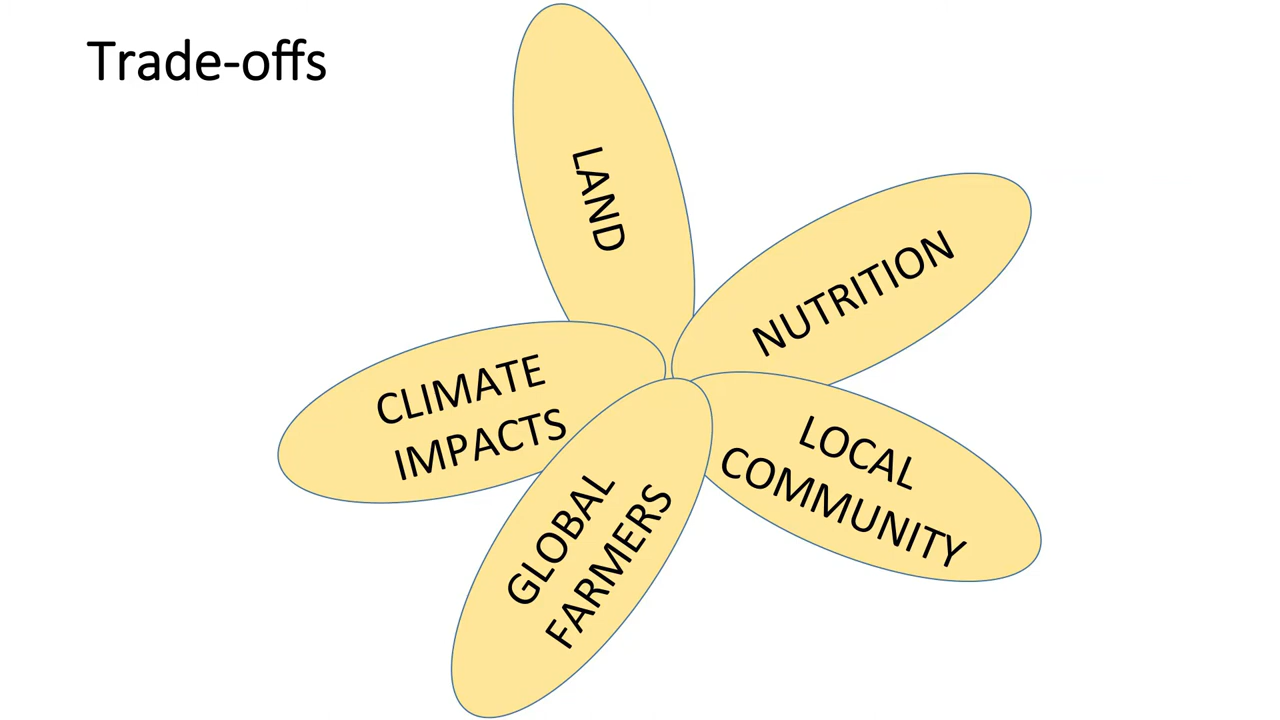 Trade-offs
LAND
NUTRITION
LOCAL
COMMUNITY
GLOBAL
FARMERS
CLIMATE
IMPACTS